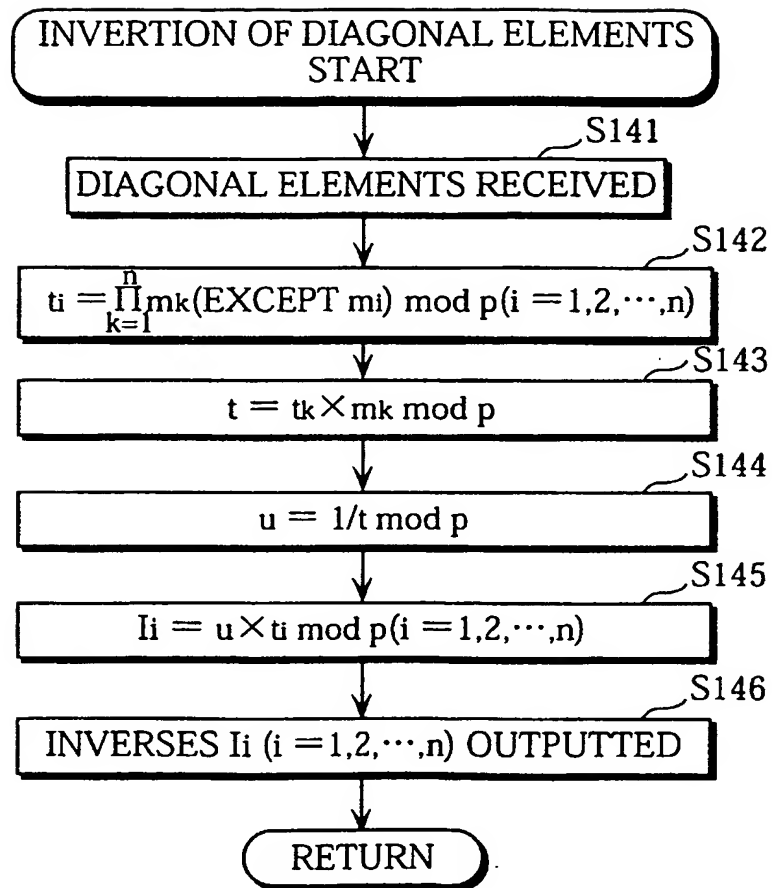 INVERTION OF DIAGONAL ELEMENTS
START
S141
DIAGONAL ELEMENTS RECEIVED
S142
ti = n∏k=1 mk(EXCEPT mi) mod p(i = 1,2,⋯,n)
S143
t = tk×mk mod p
S144
u = 1/t mod p
S145
Ii = u×ti mod p(i = 1,2,⋯,n)
S146
INVERSES Ii (i = 1,2,⋯,n) OUTPUTTED
RETURN